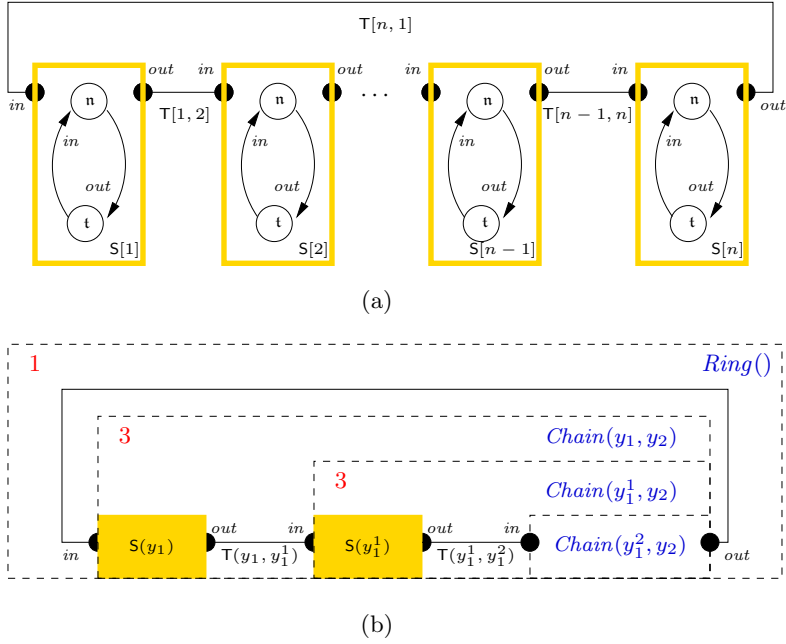 T[n, 1]
out in out in out in
in T[1, 2] ··· T[n − 1, n] out
𝔫 𝔫 𝔫 𝔫
in in in in
out out out out
𝔱 𝔱 𝔱 𝔱
S[1] S[2] S[n − 1] S[n]
(a)
1 Ring()
3 Chain(y₁, y₂)
3 Chain(y₁¹, y₂)
out in out in
in S(y₁) T(y₁, y₁¹) S(y₁¹) T(y₁¹, y₁²) Chain(y₁², y₂) out
(b)